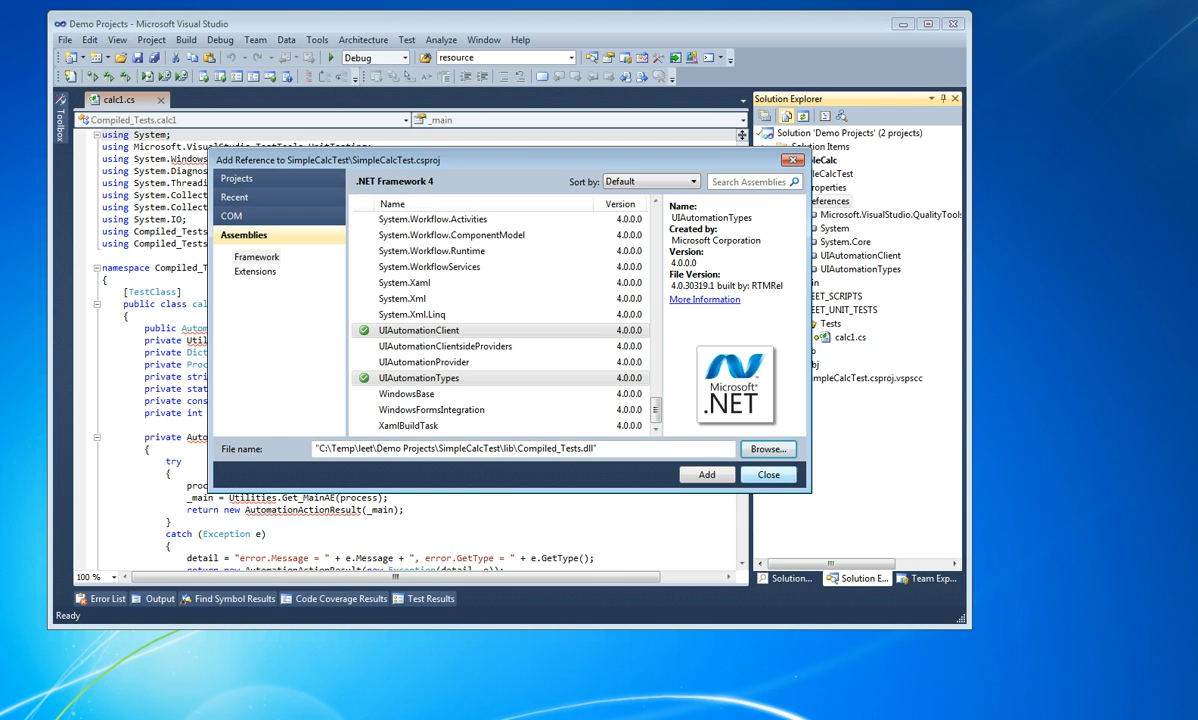 Demo Projects - Microsoft Visual Studio
File Edit View Project Build Debug Team Data Tools Architecture Test Analyze Window Help
Debug resource
Toolbox
calc1.cs
Compiled_Tests.calc1 _main
using System;
using Microsoft.VisualStudio.UnitTesting;
using System.Windows
using System.Diagnos
using System.Threadi
using System.Collect
using System.Collect
using System.IO;
using Compiled_Tests
using Compiled_Tests
namespace Compiled_T
{
[TestClass]
public class cal
{
public Autom
private Util
private Dict
private Proc
private stri
private stat
private cons
private int
private Auto
{
try
{
proc
_main = Utilities.Get_MainAE(process);
return new AutomationActionResult(_main);
}
catch (Exception e)
{
detail = "error.Message = " + e.Message + ", error.GetType = " + e.GetType();
return new AutomationActionResult(new Exception(detail, e));
100 %
Add Reference to SimpleCalcTest\SimpleCalcTest.csproj
Projects
Recent
COM
Assemblies
Framework
Extensions
.NET Framework 4
Sort by: Default
Search Assemblies
Name Version
System.Workflow.Activities 4.0.0.0
System.Workflow.ComponentModel 4.0.0.0
System.Workflow.Runtime 4.0.0.0
System.WorkflowServices 4.0.0.0
System.Xaml 4.0.0.0
System.Xml 4.0.0.0
System.Xml.Linq 4.0.0.0
UIAutomationClient 4.0.0.0
UIAutomationClientsideProviders 4.0.0.0
UIAutomationProvider 4.0.0.0
UIAutomationTypes 4.0.0.0
WindowsBase 4.0.0.0
WindowsFormsIntegration 4.0.0.0
XamlBuildTask 4.0.0.0
Name:
UIAutomationTypes
Created by:
Microsoft Corporation
Version:
4.0.0.0
File Version:
4.0.30319.1 built by: RTMRel
More Information
Microsoft®
.NET
File name: "C:\Temp\leet\Demo Projects\SimpleCalcTest\lib\Compiled_Tests.dll" Browse...
Add Close
Solution Explorer
Solution 'Demo Projects' (2 projects)
Solution Items
leCalc
leCalcTest
roperties
eferences
Microsoft.VisualStudio.QualityTools
System
System.Core
UIAutomationClient
UIAutomationTypes
in
EET_SCRIPTS
EET_UNIT_TESTS
Tests
calc1.cs
b
bj
mpleCalcTest.csproj.vspscc
Solution... Solution E... Team Exp...
Error List Output Find Symbol Results Code Coverage Results Test Results
Ready